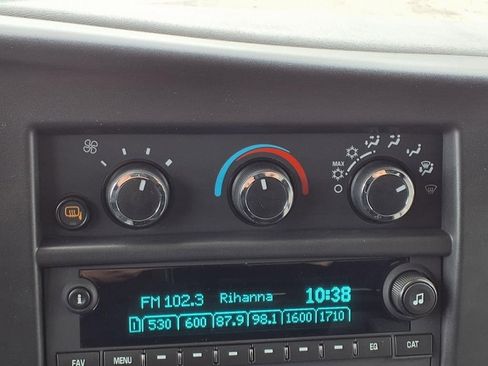 MAX
FM 102.3 Rihanna 10:38
1 530 600 87.9 98.1 1600 1710
FAV MENU EQ CAT